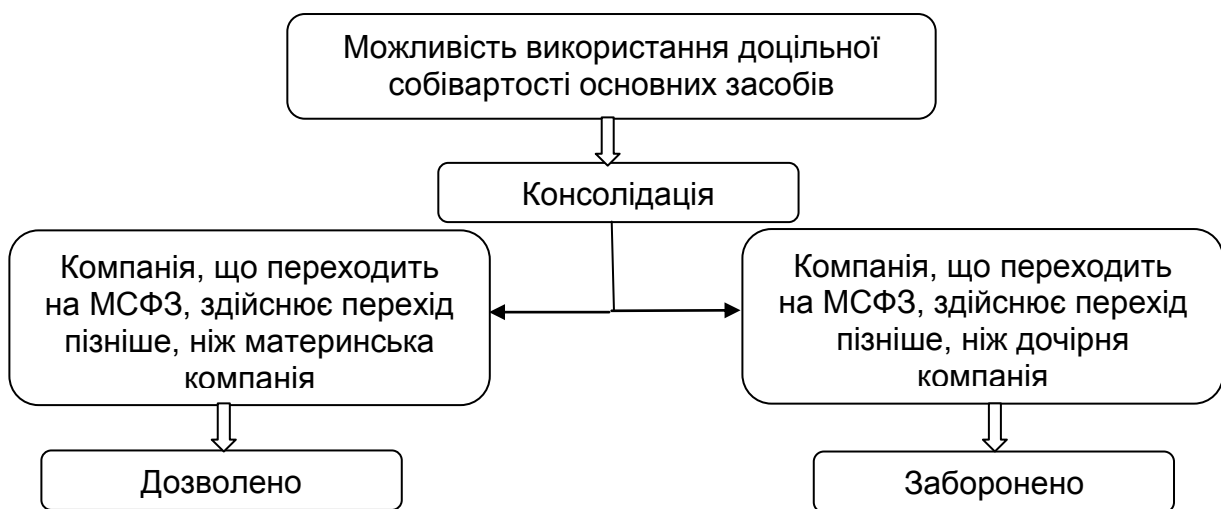 Можливість використання доцільної
собівартості основних засобів
Консолідація
Компанія, що переходить
на МСФЗ, здійснює перехід
пізніше, ніж материнська
компанія
Компанія, що переходить
на МСФЗ, здійснює перехід
пізніше, ніж дочірня
компанія
Дозволено
Заборонено